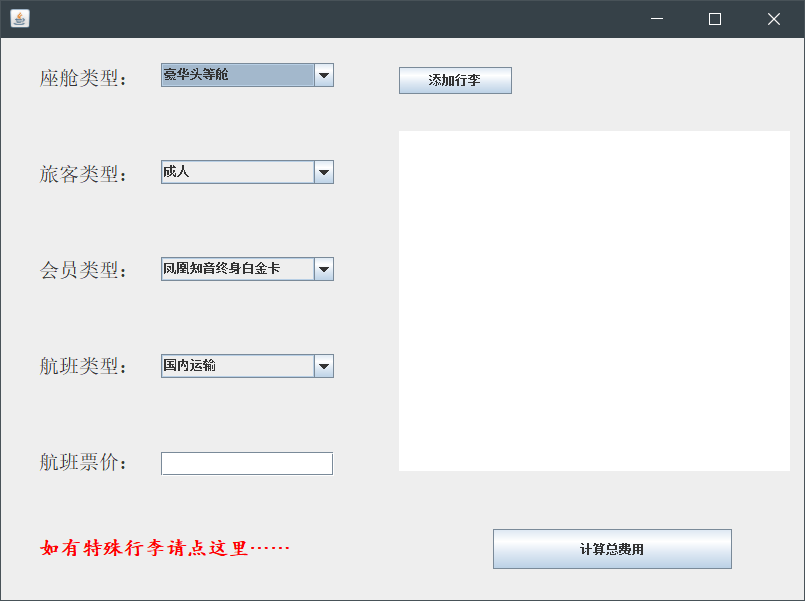 座舱类型：
豪华头等舱
添加行李
旅客类型：
成人
会员类型：
凤凰知音终身白金卡
航班类型：
国内运输
航班票价：
如有特殊行李请点这里……
计算总费用